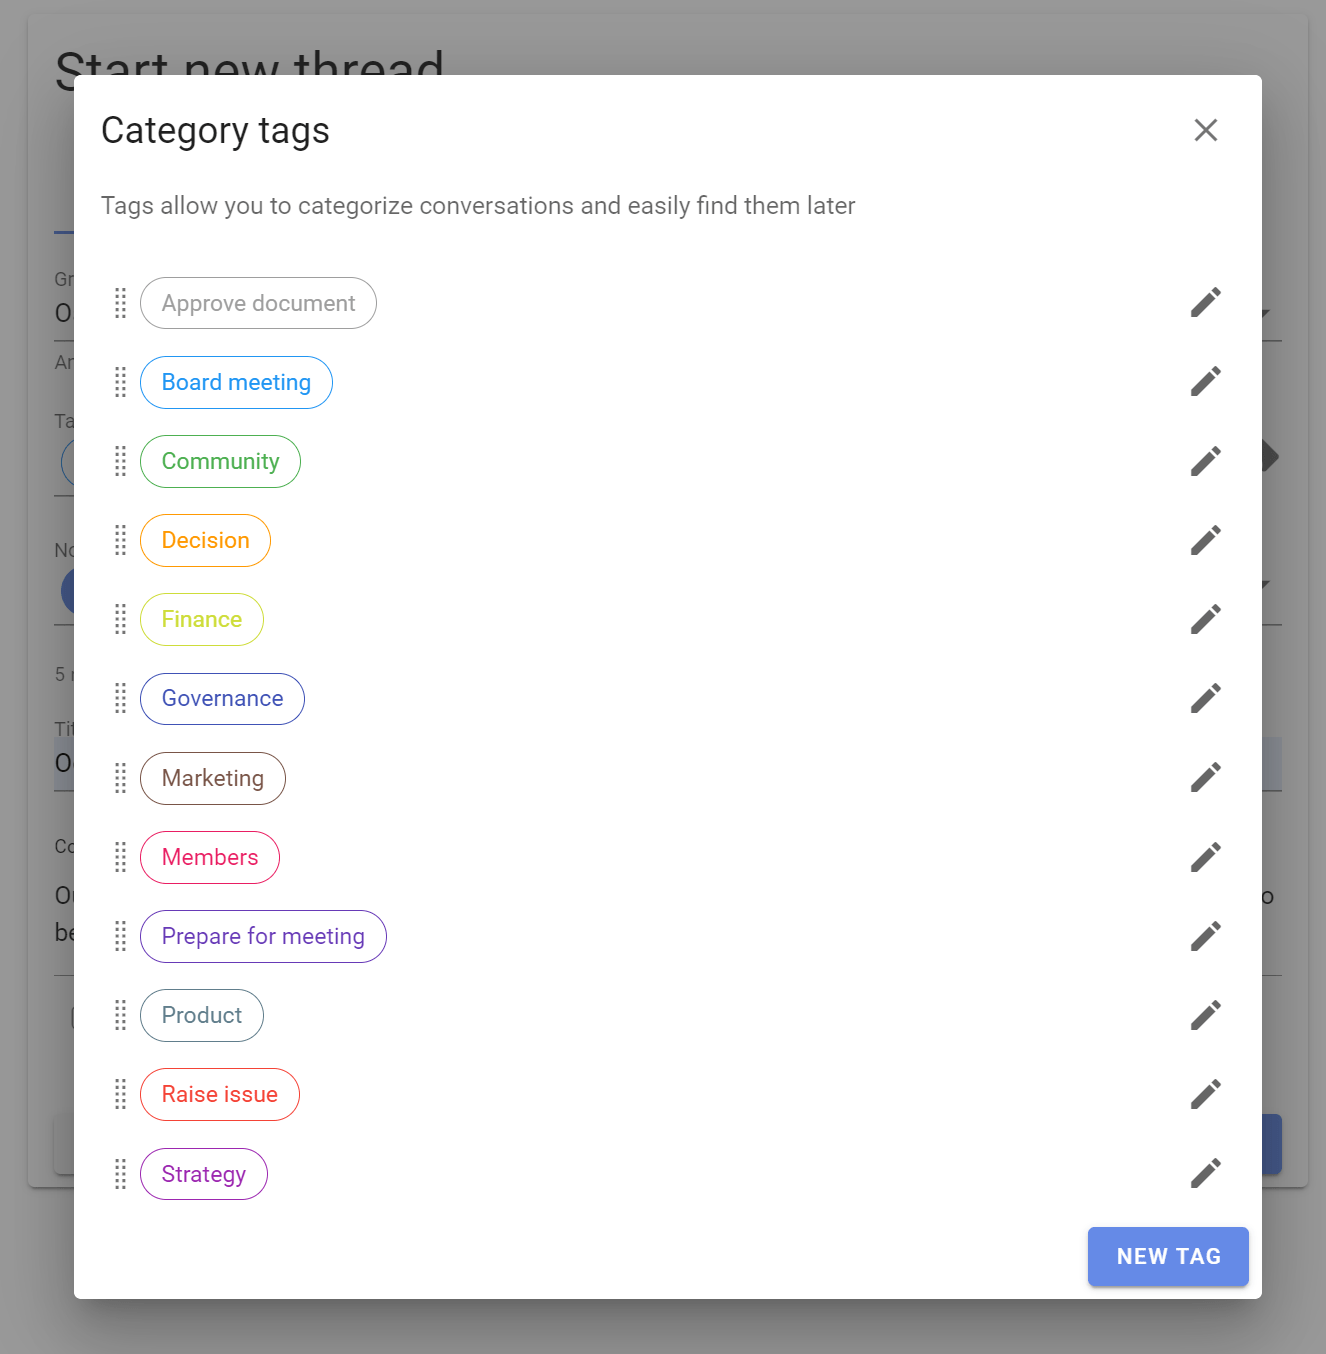 Start new thread
Category tags
Tags allow you to categorize conversations and easily find them later
Approve document
Board meeting
Community
Decision
Finance
Governance
Marketing
Members
Prepare for meeting
Product
Raise issue
Strategy
NEW TAG